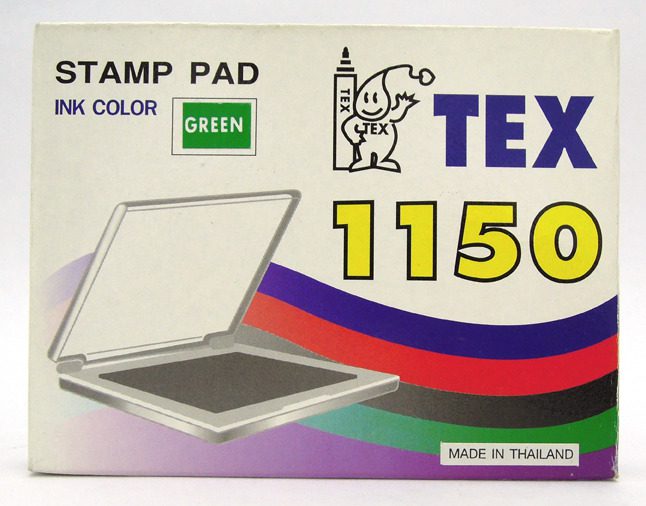 STAMP PAD
INK COLOR
GREEN
TEX
TEX
TEX
1150
MADE IN THAILAND